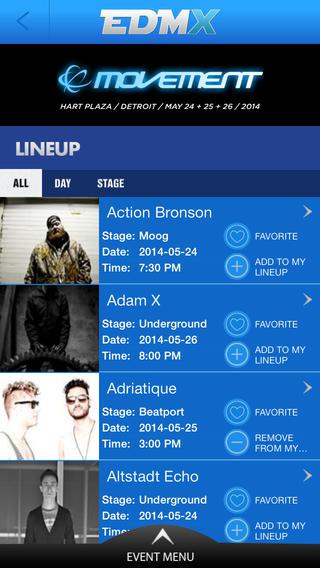 EDMX
MOVEMENT
HART PLAZA / DETROIT / MAY 24 + 25 + 26 / 2014
LINEUP
ALL DAY STAGE
Action Bronson
Stage: Moog
Date: 2014-05-24
Time: 7:30 PM
FAVORITE
ADD TO MY
LINEUP
Adam X
Stage: Underground
Date: 2014-05-26
Time: 8:00 PM
FAVORITE
ADD TO MY
LINEUP
Adriatique
Stage: Beatport
Date: 2014-05-25
Time: 3:00 PM
FAVORITE
REMOVE
FROM MY...
Altstadt Echo
Stage: Underground
Date: 2014-05-24
FAVORITE
ADD TO MY
EVENT MENU